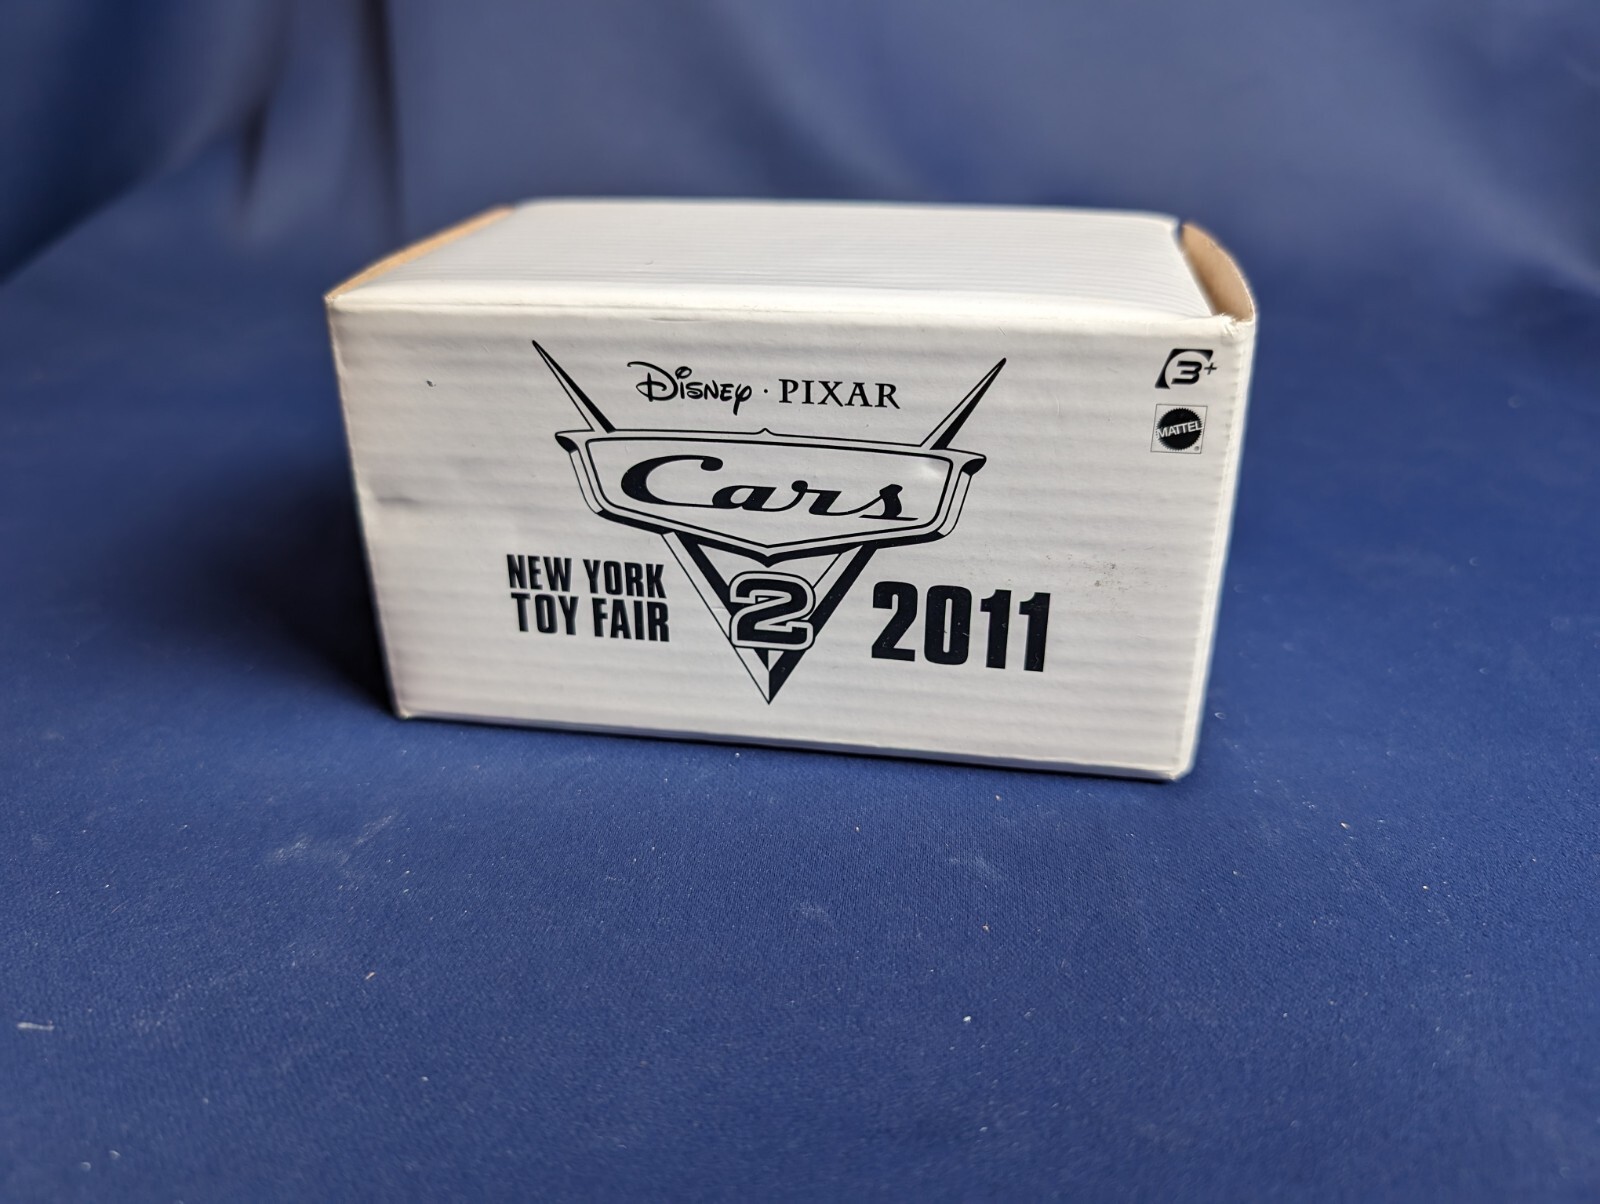 Disney · PIXAR
Cars
2
NEW YORK
TOY FAIR
2011
3+
MATTEL